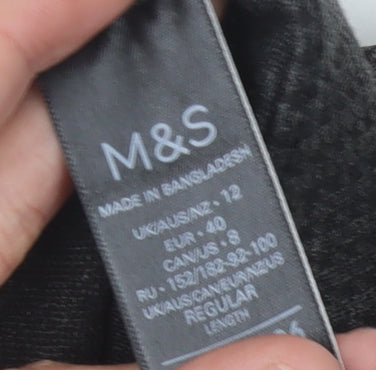 M&S
MADE IN BANGLADESH
UK/AUS/NZ • 12
EUR • 40
CAN/US • 8
RU • 152/162-92-100
UK/AUS/CAN/EUR/NZ/US
REGULAR
LENGTH